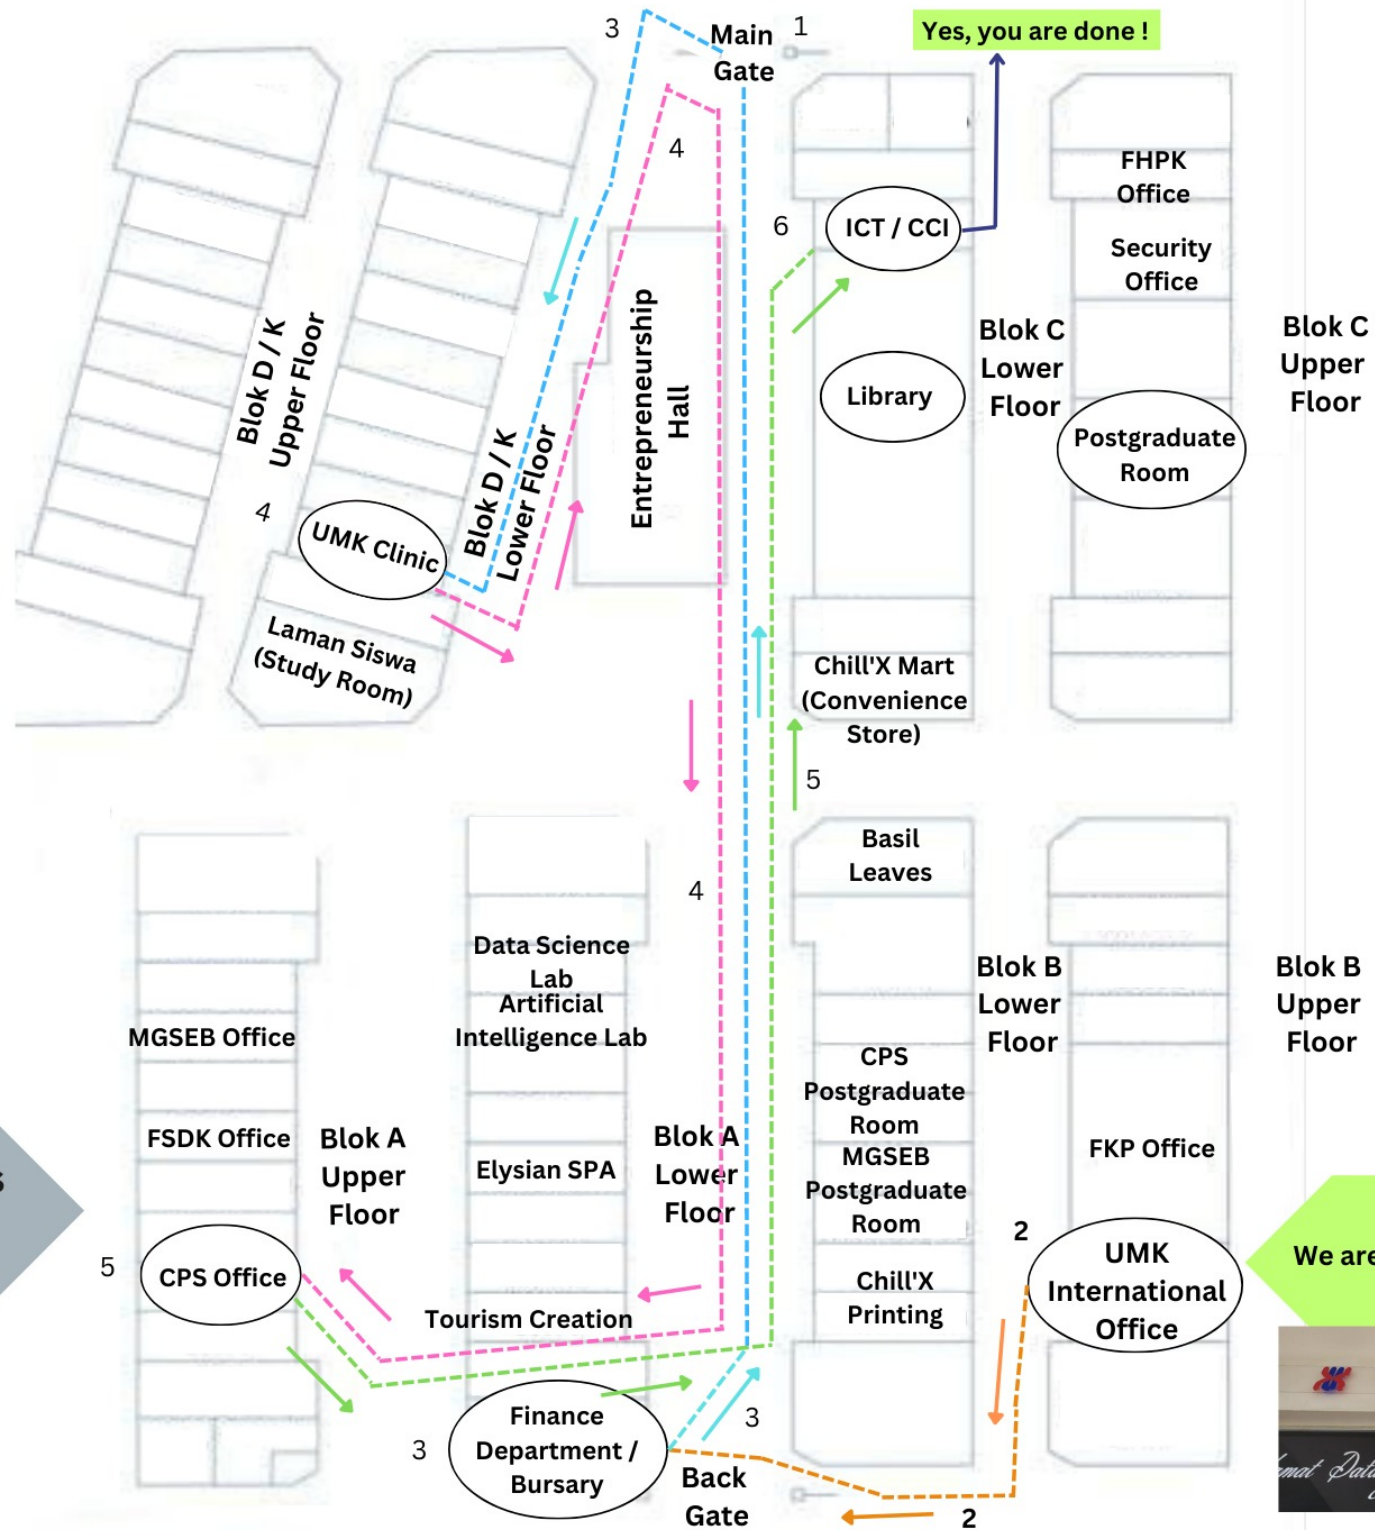 3
Main
Gate
1
Yes, you are done !
4
FHPK
Office
6
ICT / CCI
Security
Office
Blok D / K
Upper Floor
Entrepreneurship
Hall
Blok C
Lower
Floor
Blok C
Upper
Floor
Library
Postgraduate
Room
Blok D / K
Lower Floor
4
UMK Clinic
Laman Siswa
(Study Room)
Chill'X Mart
(Convenience
Store)
5
Basil
Leaves
4
Data Science
Lab
Artificial
Intelligence Lab
Blok B
Lower
Floor
Blok B
Upper
Floor
MGSEB Office
CPS
Postgraduate
Room
FSDK Office
Blok A
Upper
Floor
Elysian SPA
Blok A
Lower
Floor
MGSEB
Postgraduate
Room
FKP Office
S
5
CPS Office
2
UMK
International
Office
We are
Chill'X
Printing
Tourism Creation
3
Finance
Department /
Bursary
3
Back
Gate
2